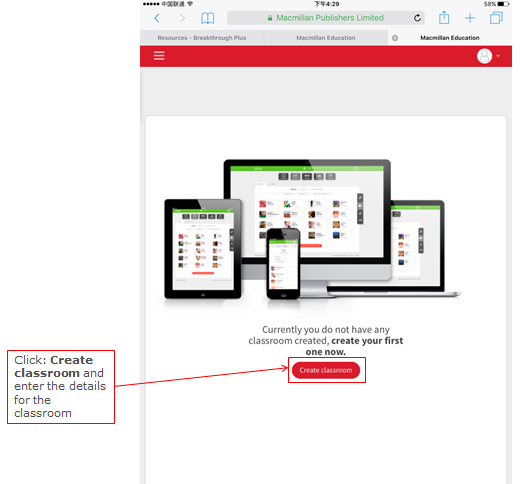 中国联通
下午4:29
58%
Macmillan Publishers Limited
Resources - Breakthrough Plus
Macmillan Education
Macmillan Education
Currently you do not have any
classroom created, create your first
one now.
Create classroom
Click: Create
classroom and
enter the details
for the
classroom